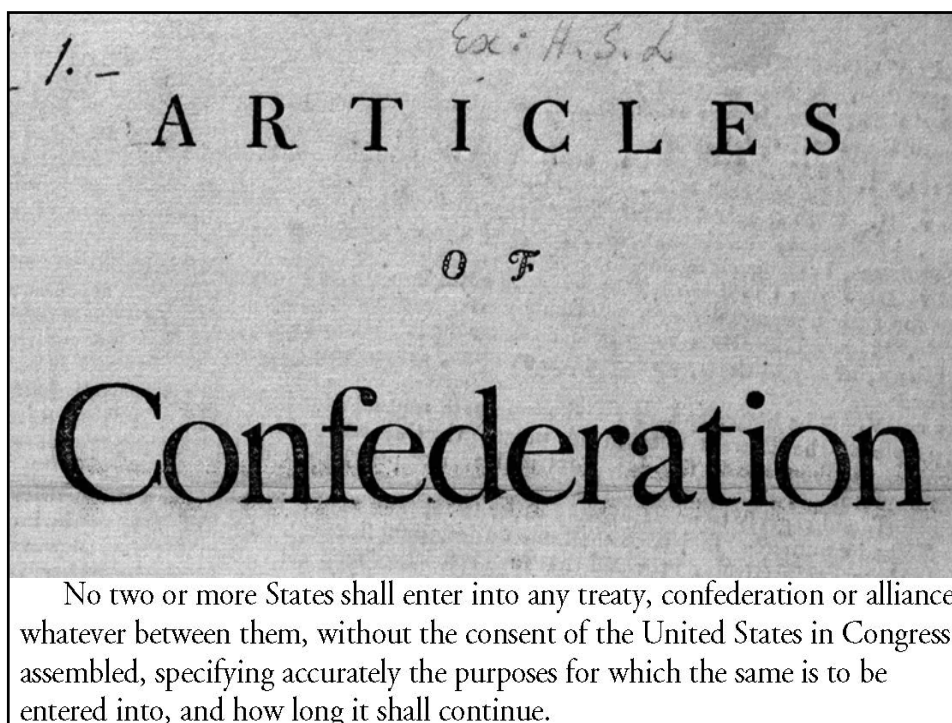 1. –
Ex: H. S. L
ARTICLES
OF
Confederation
No two or more States shall enter into any treaty, confederation or alliance
whatever between them, without the consent of the United States in Congress
assembled, specifying accurately the purposes for which the same is to be
entered into, and how long it shall continue.